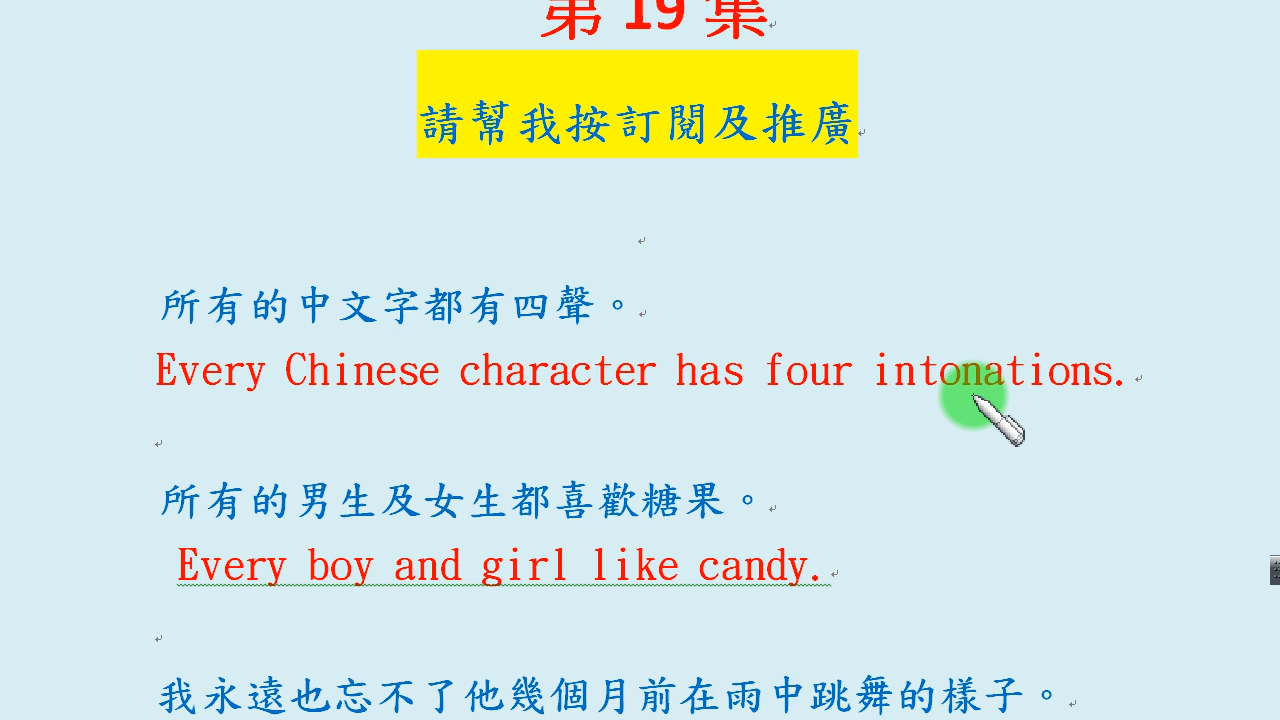 第 19 集
請幫我按訂閱及推廣
所有的中文字都有四聲。
Every Chinese character has four intonations.
所有的男生及女生都喜歡糖果。
Every boy and girl like candy.
我永遠也忘不了他幾個月前在雨中跳舞的樣子。